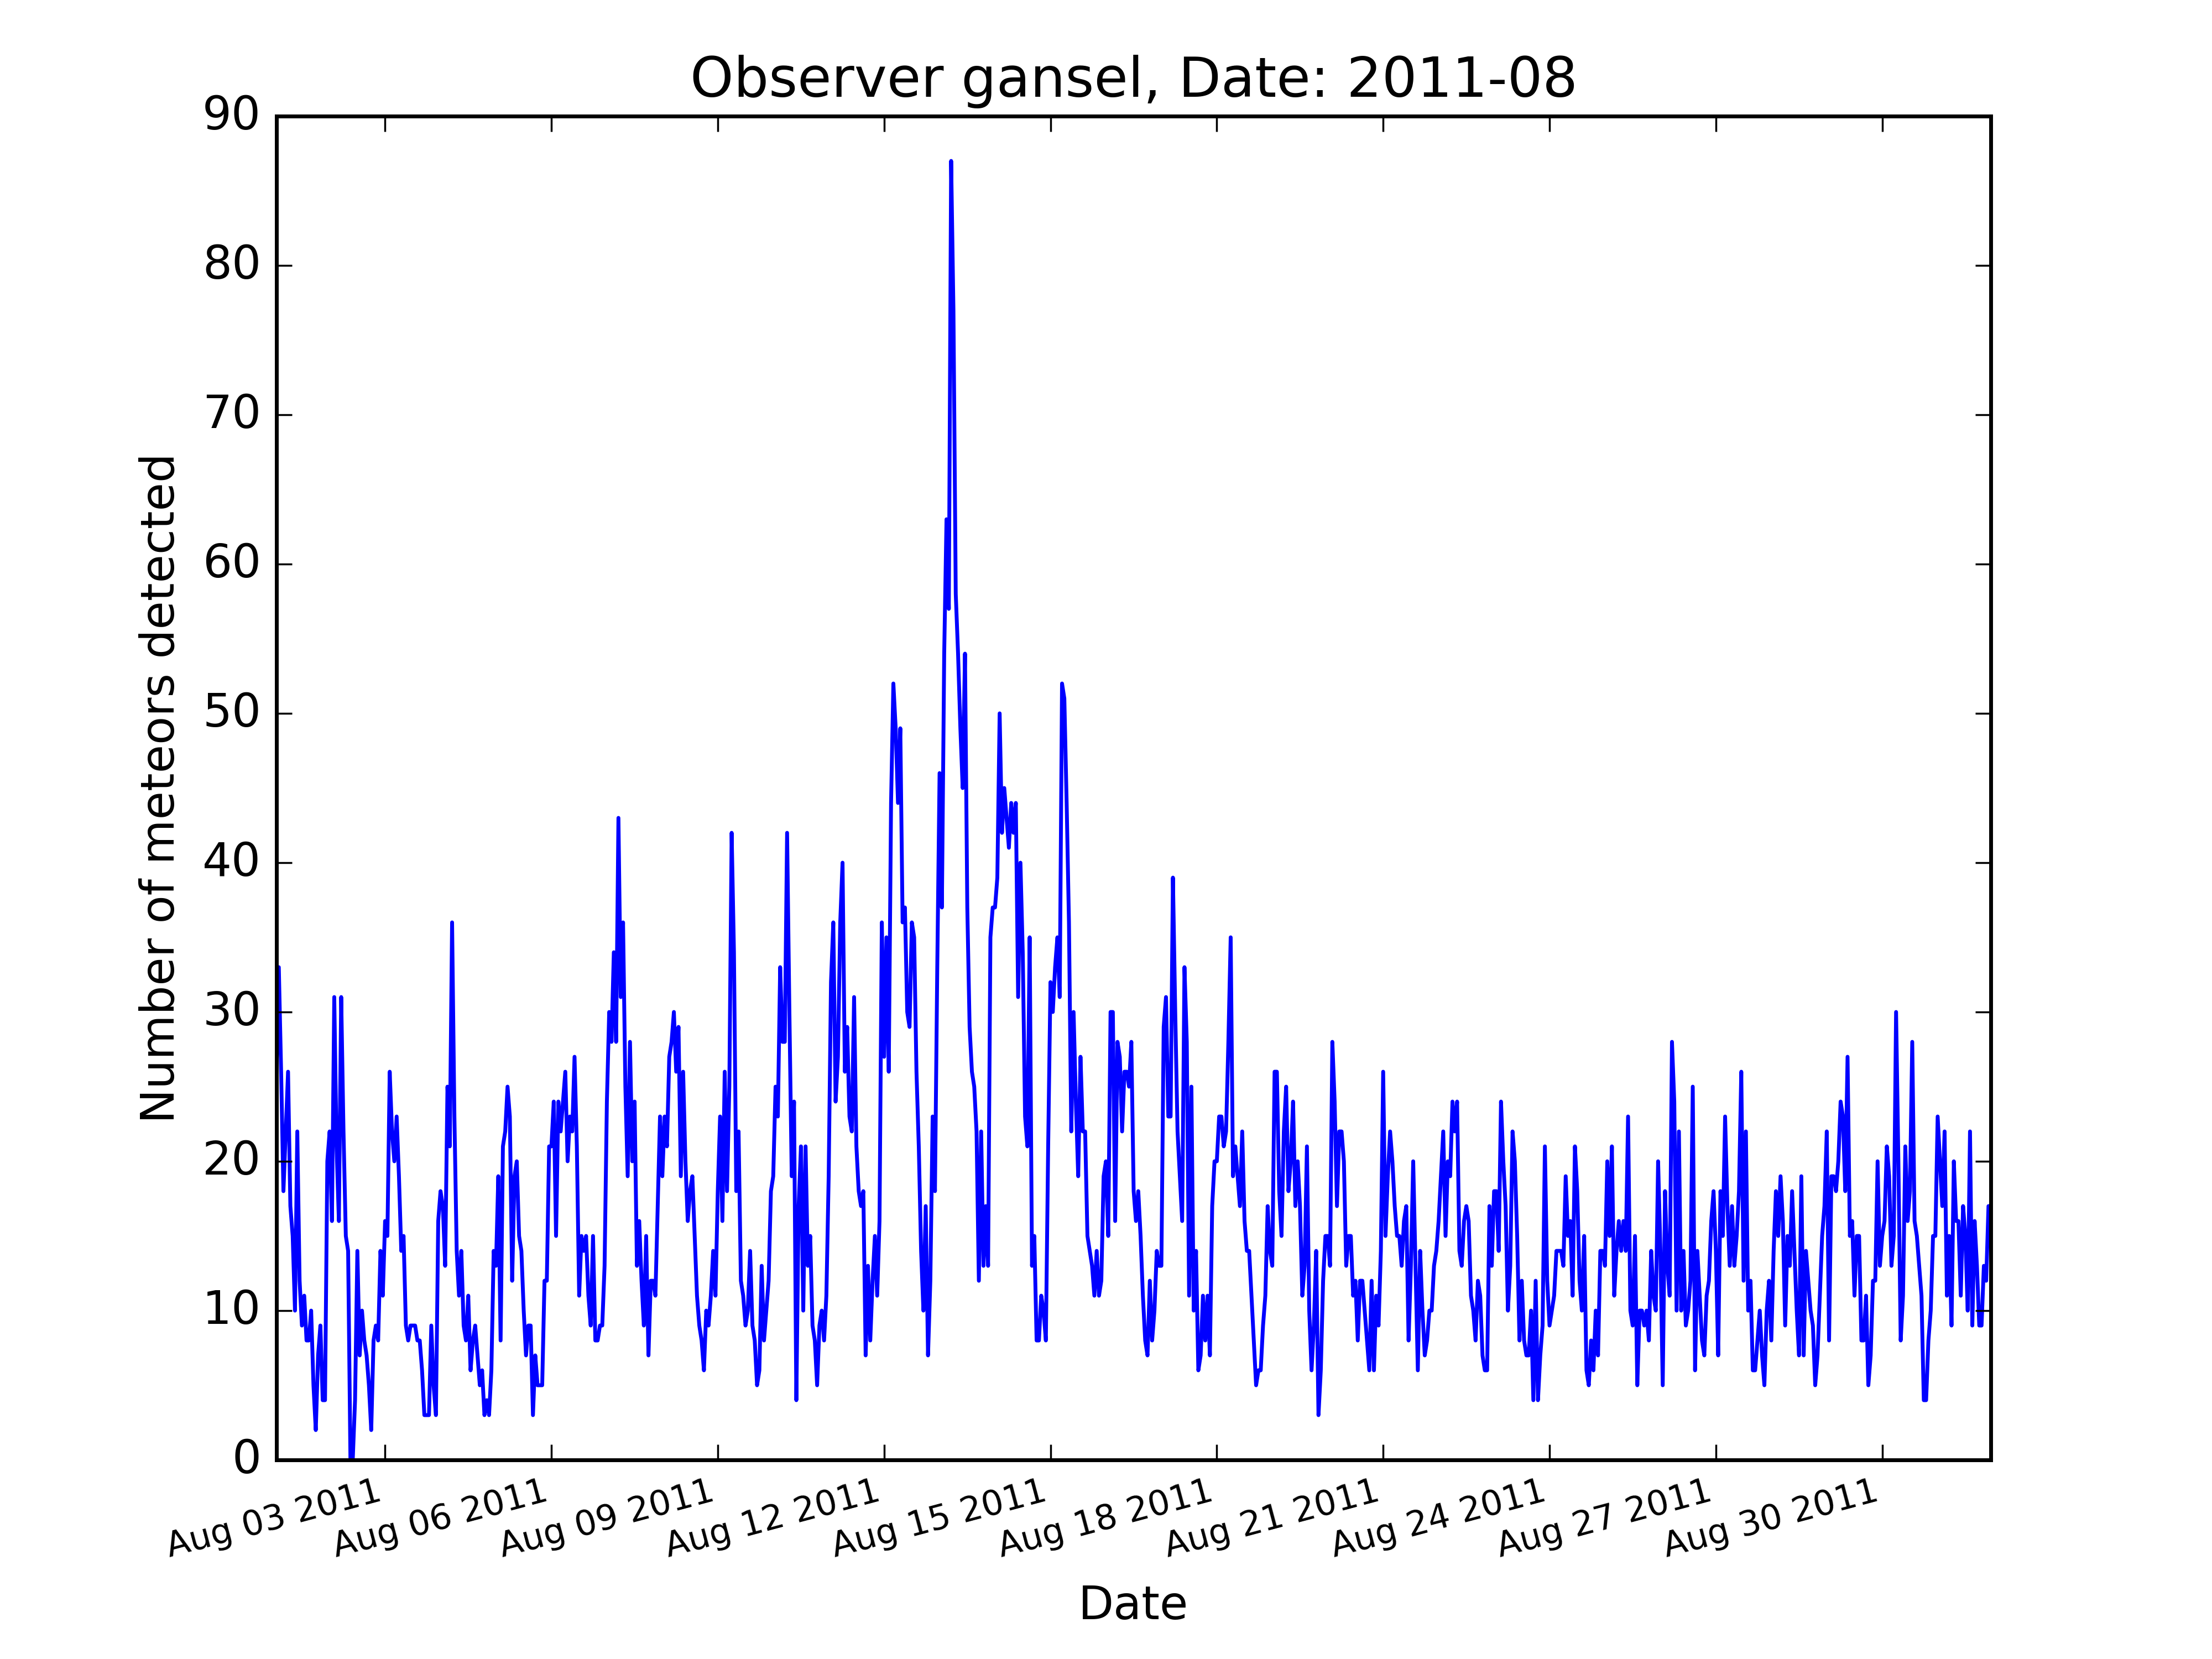 Observer gansel, Date: 2011-08
90
80
70
60
50
40
30
20
10
0
Number of meteors detected
Aug 03 2011
Aug 06 2011
Aug 09 2011
Aug 12 2011
Aug 15 2011
Aug 18 2011
Aug 21 2011
Aug 24 2011
Aug 27 2011
Aug 30 2011
Date